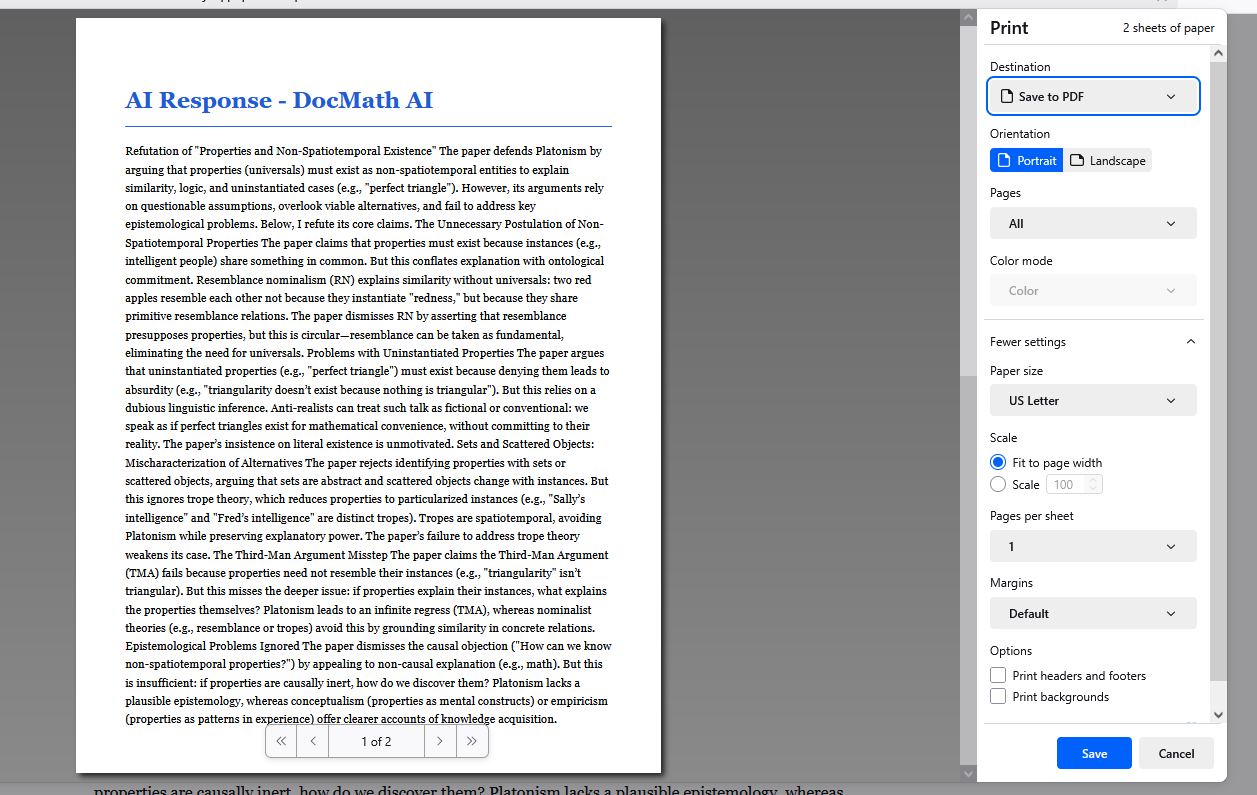 Print
2 sheets of paper
AI Response - DocMath AI
Refutation of "Properties and Non-Spatiotemporal Existence" The paper defends Platonism by
arguing that properties (universals) must exist as non-spatiotemporal entities to explain
similarity, logic, and uninstantiated cases (e.g., "perfect triangle"). However, its arguments rely
on questionable assumptions, overlook viable alternatives, and fail to address key
epistemological problems. Below, I refute its core claims. The Unnecessary Postulation of Non-
Spatiotemporal Properties The paper claims that properties must exist because instances (e.g.,
intelligent people) share something in common. But this conflates explanation with ontological
commitment. Resemblance nominalism (RN) explains similarity without universals: two red
apples resemble each other not because they instantiate "redness," but because they share
primitive resemblance relations. The paper dismisses RN by asserting that resemblance
presupposes properties, but this is circular—resemblance can be taken as fundamental,
eliminating the need for universals. Problems with Uninstantiated Properties The paper argues
that uninstantiated properties (e.g., "perfect triangle") must exist because denying them leads to
absurdity (e.g., "triangularity doesn't exist because nothing is triangular"). But this relies on a
dubious linguistic inference. Anti-realists can treat such talk as fictional or conventional: we
speak as if perfect triangles exist for mathematical convenience, without committing to their
reality. The paper's insistence on literal existence is unmotivated. Sets and Scattered Objects:
Mischaracterization of Alternatives The paper rejects identifying properties with sets or
scattered objects, arguing that sets are abstract and scattered objects change with instances. But
this ignores trope theory, which reduces properties to particularized instances (e.g., "Sally's
intelligence" and "Fred's intelligence" are distinct tropes). Tropes are spatiotemporal, avoiding
Platonism while preserving explanatory power. The paper's failure to address trope theory
weakens its case. The Third-Man Argument Misstep The paper claims the Third-Man Argument
(TMA) fails because properties need not resemble their instances (e.g., "triangularity" isn't
triangular). But this misses the deeper issue: if properties explain their instances, what explains
the properties themselves? Platonism leads to an infinite regress (TMA), whereas nominalist
theories (e.g., resemblance or tropes) avoid this by grounding similarity in concrete relations.
Epistemological Problems Ignored The paper dismisses the causal objection ("How can we know
non-spatiotemporal properties?") by appealing to non-causal explanation (e.g., math). But this
is insufficient: if properties are causally inert, how do we discover them? Platonism lacks a
plausible epistemology, whereas conceptualism (properties as mental constructs) or empiricism
(properties as patterns in experience) offer clearer accounts of knowledge acquisition.
1 of 2
properties are causally inert, how do we discover them? Platonism lacks a plausible epistemology, whereas
Destination
Save to PDF
Orientation
Portrait
Landscape
Pages
All
Color mode
Color
Fewer settings
Paper size
US Letter
Scale
Fit to page width
Scale 100
Pages per sheet
1
Margins
Default
Options
Print headers and footers
Print backgrounds
Save
Cancel